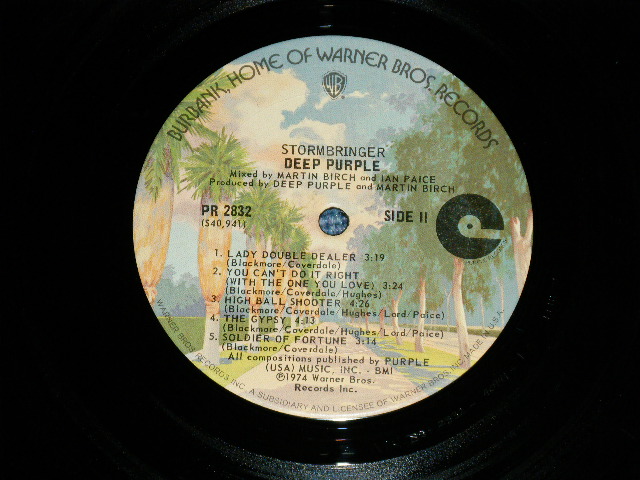 BURBANK, HOME OF WARNER BROS. RECORDS
WB
STORMBRINGER
DEEP PURPLE
Mixed by MARTIN BIRCH and IAN PAICE
Produced by DEEP PURPLE and MARTIN BIRCH
PR 2832
(S40,941)
SIDE II
1. LADY DOUBLE DEALER 3:19
(Blackmore/Coverdale)
2. YOU CAN'T DO IT RIGHT
(WITH THE ONE YOU LOVE) 3:24
(Blackmore/Coverdale/Hughes)
3. HIGH BALL SHOOTER 4:26
(Blackmore/Coverdale/Hughes/Lord/Paice)
4. THE GYPSY 4:13
(Blackmore/Coverdale/Hughes/Lord/Paice)
5. SOLDIER OF FORTUNE 3:14
(Blackmore/Coverdale)
All compositions published by PURPLE
(USA) MUSIC, INC. - BMI
℗1974 Warner Bros.
Records Inc.
WARNER BROS. RECORDS INC., A SUBSIDIARY AND LICENSEE OF WARNER BROS. INC. MADE IN U.S.A.